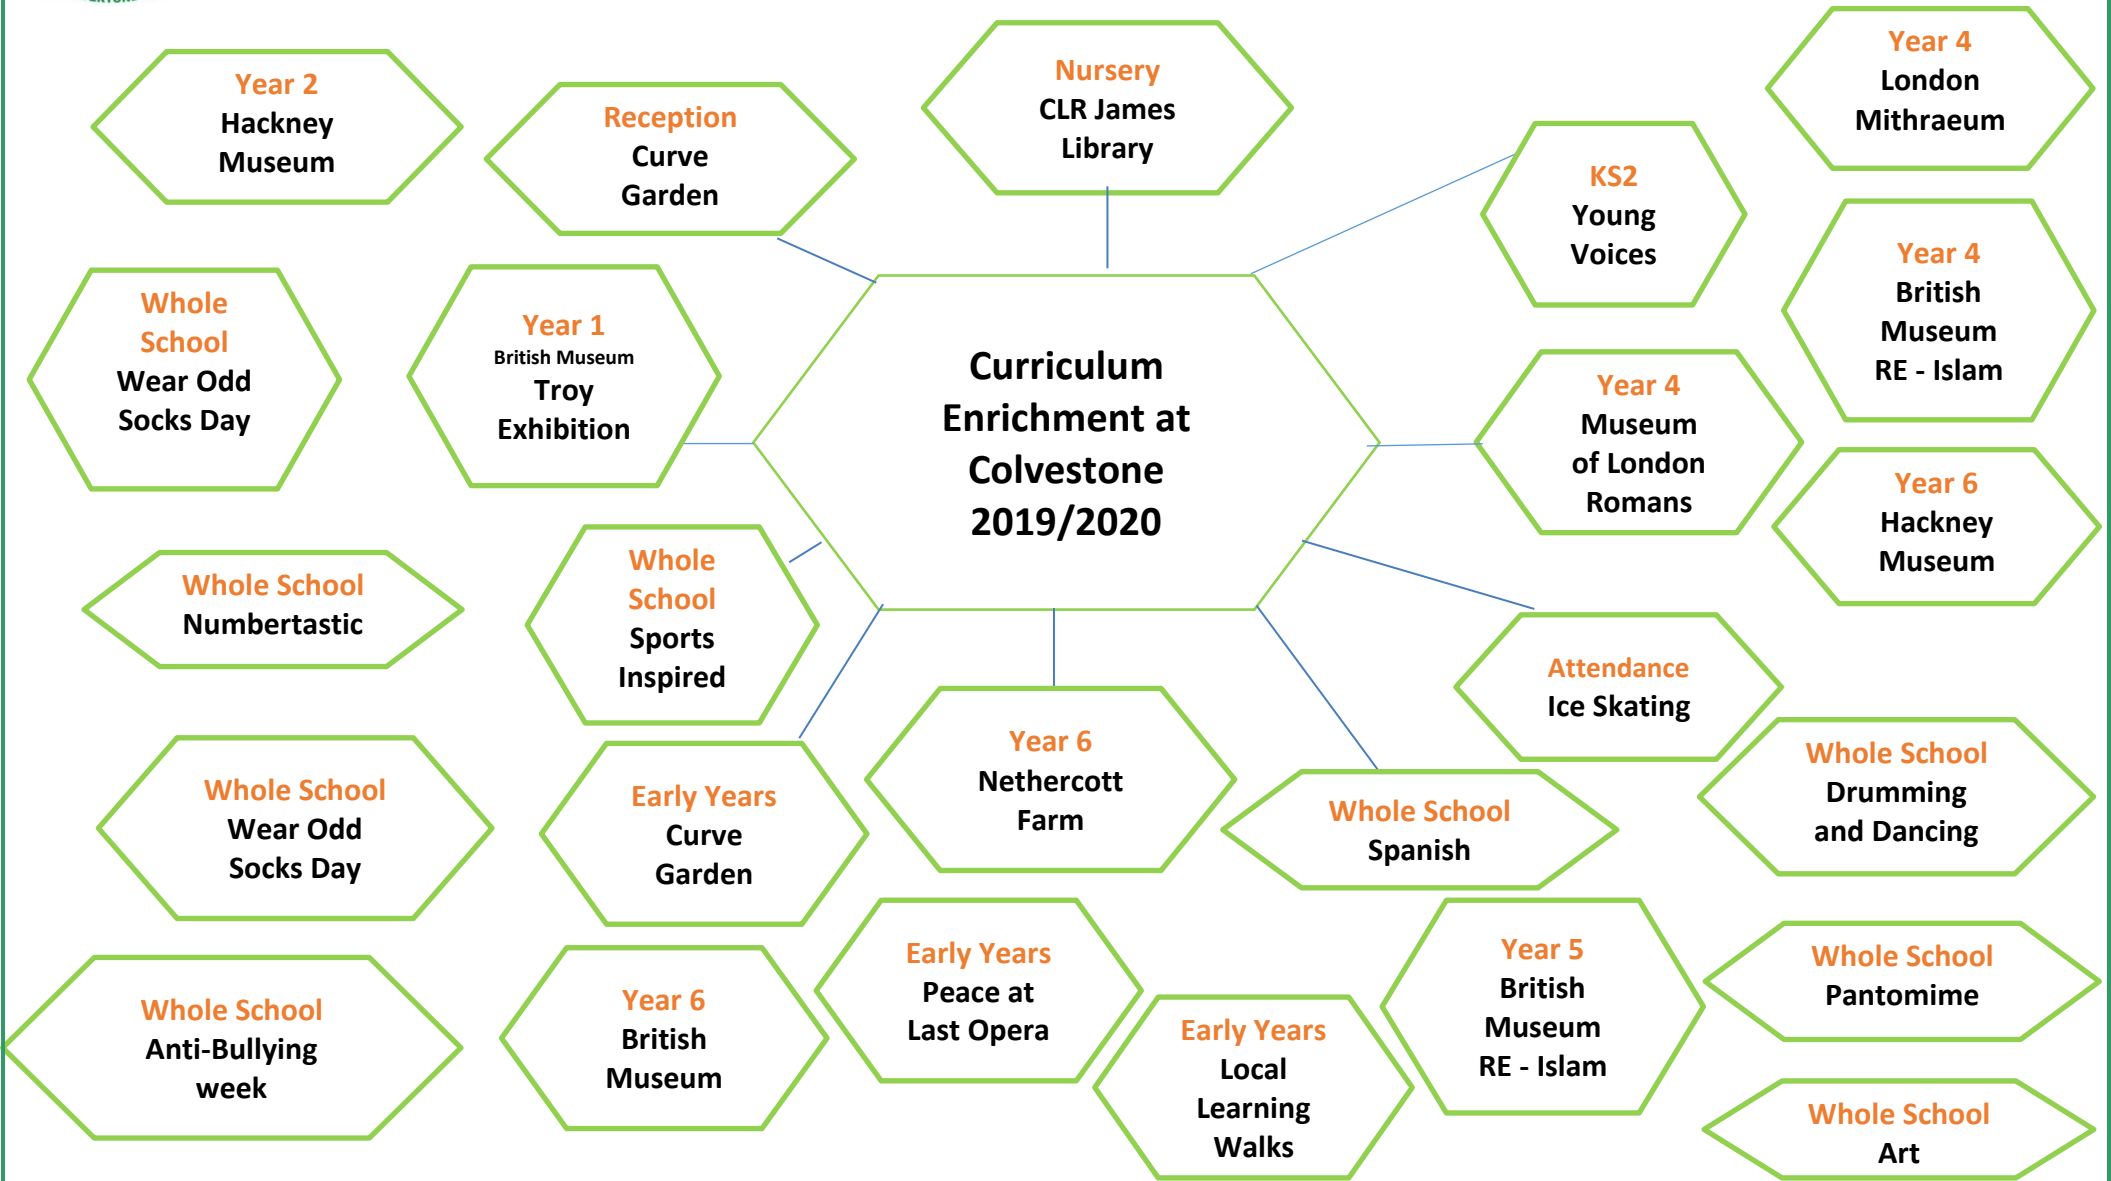 Year 2
Hackney
Museum
Reception
Curve
Garden
Nursery
CLR James
Library
Year 4
London
Mithraeum
KS2
Young
Voices
Year 4
British
Museum
RE - Islam
Whole
School
Wear Odd
Socks Day
Year 1
British Museum
Troy
Exhibition
Curriculum
Enrichment at
Colvestone
2019/2020
Year 4
Museum
of London
Romans
Year 6
Hackney
Museum
Whole School
Numbertastic
Whole
School
Sports
Inspired
Attendance
Ice Skating
Whole School
Wear Odd
Socks Day
Early Years
Curve
Garden
Year 6
Nethercott
Farm
Whole School
Spanish
Whole School
Drumming
and Dancing
Whole School
Anti-Bullying
week
Year 6
British
Museum
Early Years
Peace at
Last Opera
Early Years
Local
Learning
Walks
Year 5
British
Museum
RE - Islam
Whole School
Pantomime
Whole School
Art